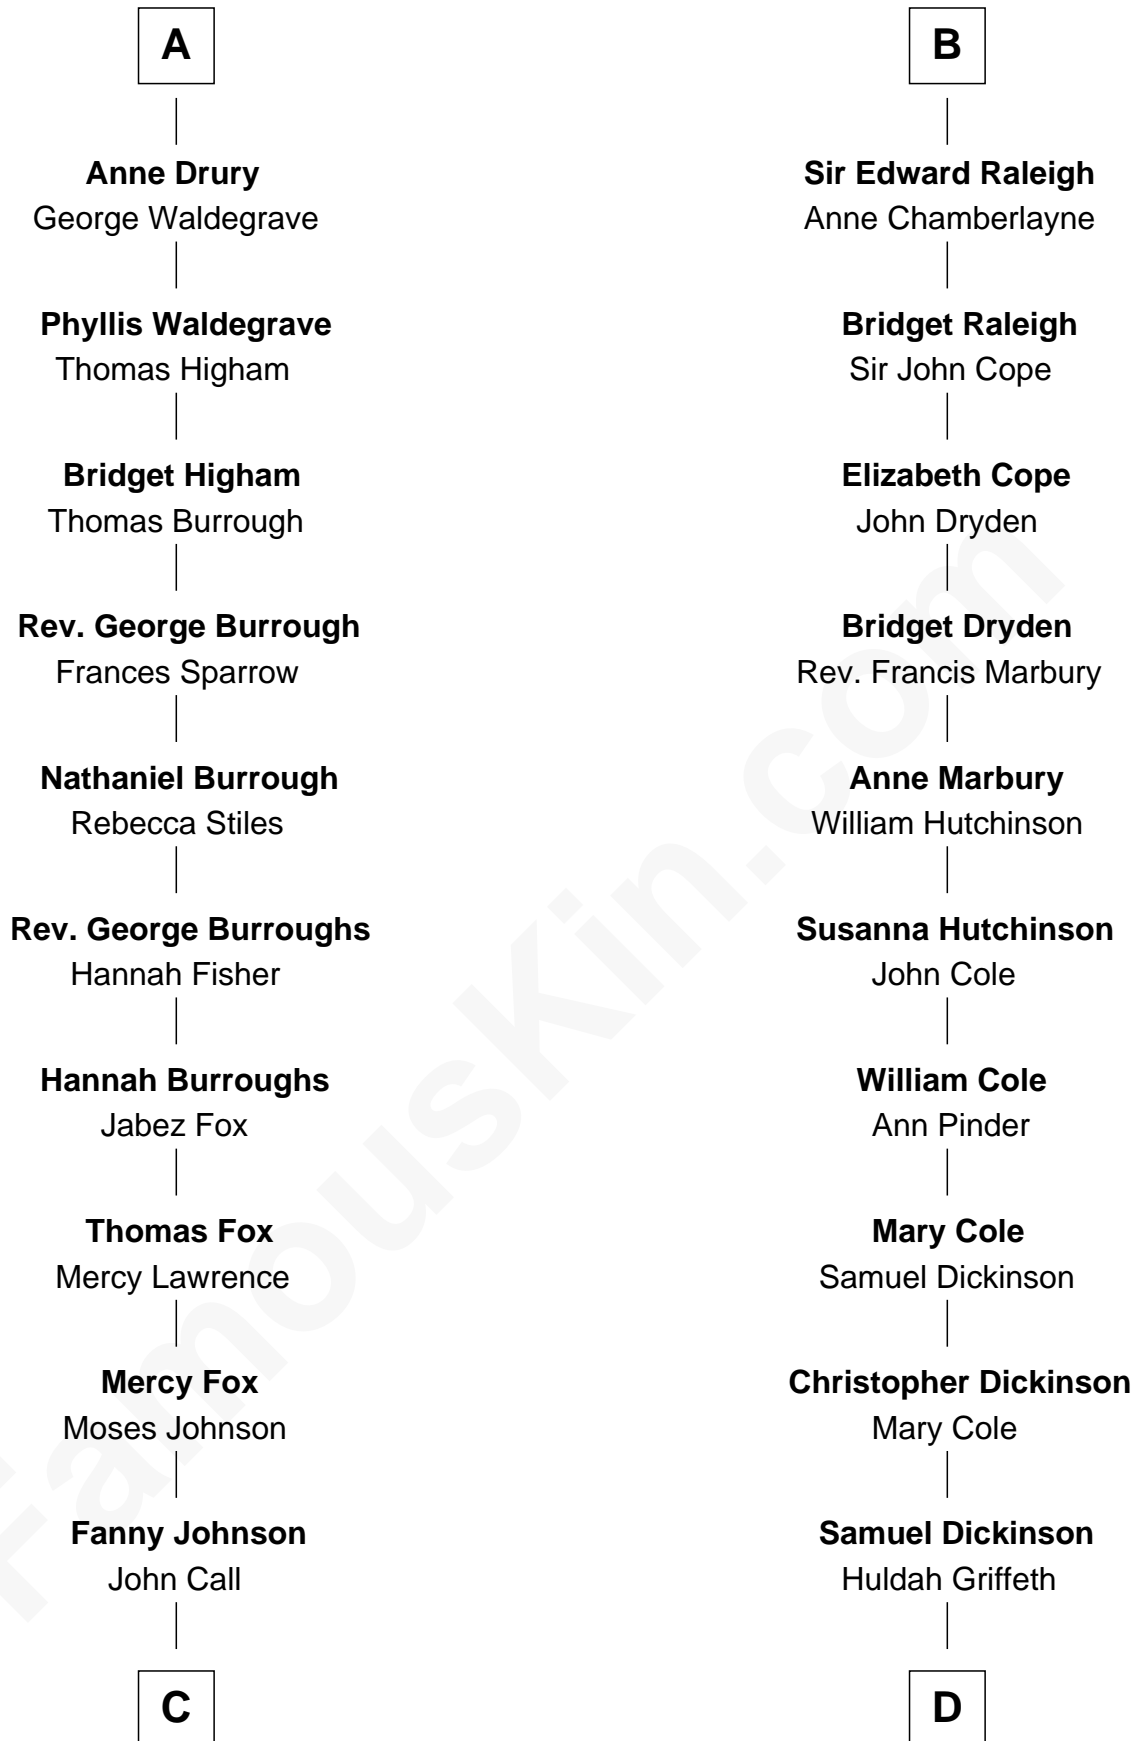 A
Anne Drury
George Waldegrave
Phyllis Waldegrave
Thomas Higham
Bridget Higham
Thomas Burrough
Rev. George Burrough
Frances Sparrow
Nathaniel Burrough
Rebecca Stiles
Rev. George Burroughs
Hannah Fisher
Hannah Burroughs
Jabez Fox
Thomas Fox
Mercy Lawrence
Mercy Fox
Moses Johnson
Fanny Johnson
John Call
C
B
Sir Edward Raleigh
Anne Chamberlayne
Bridget Raleigh
Sir John Cope
Elizabeth Cope
John Dryden
Bridget Dryden
Rev. Francis Marbury
Anne Marbury
William Hutchinson
Susanna Hutchinson
John Cole
William Cole
Ann Pinder
Mary Cole
Samuel Dickinson
Christopher Dickinson
Mary Cole
Samuel Dickinson
Huldah Griffeth
D
FamousKin.com